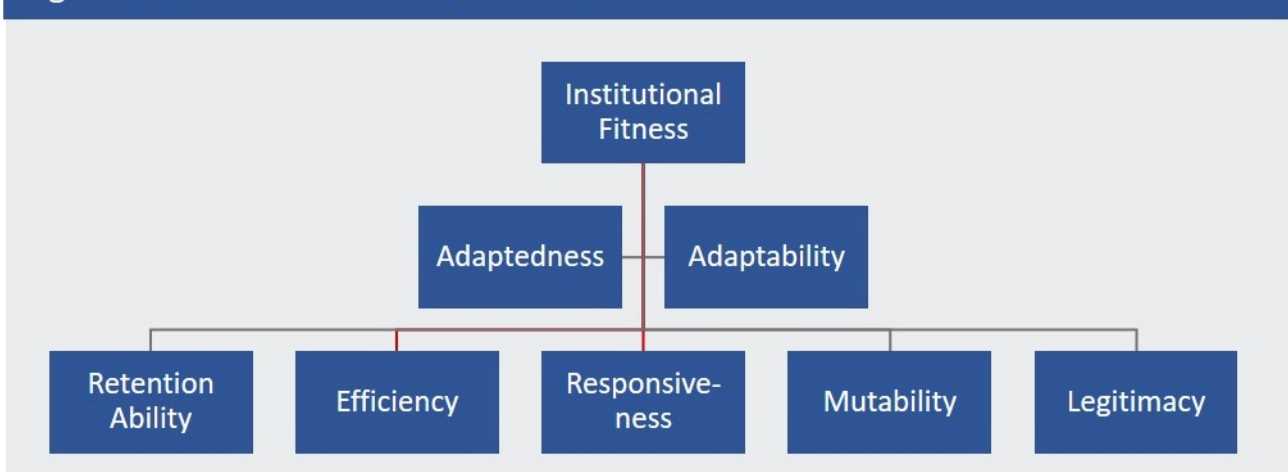 Institutional
Fitness
Adaptedness
Adaptability
Retention
Ability
Efficiency
Responsive-
ness
Mutability
Legitimacy